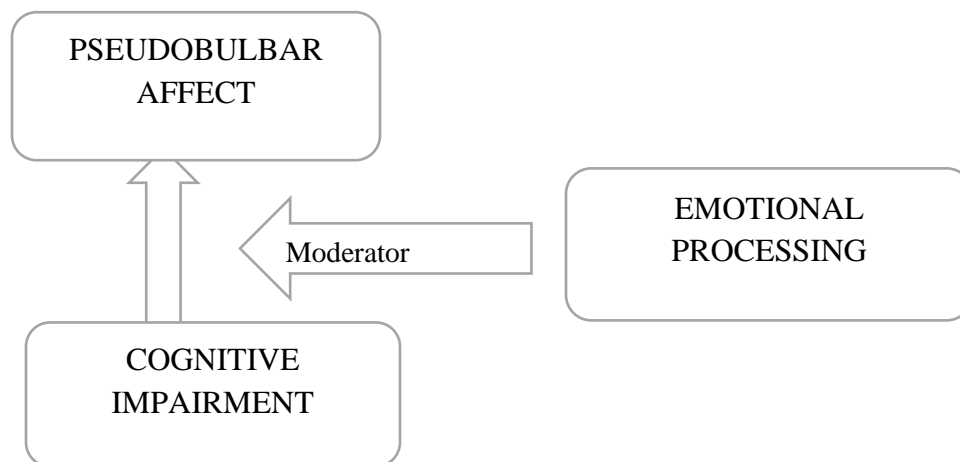 PSEUDOBULBAR
AFFECT
EMOTIONAL
PROCESSING
Moderator
COGNITIVE
IMPAIRMENT